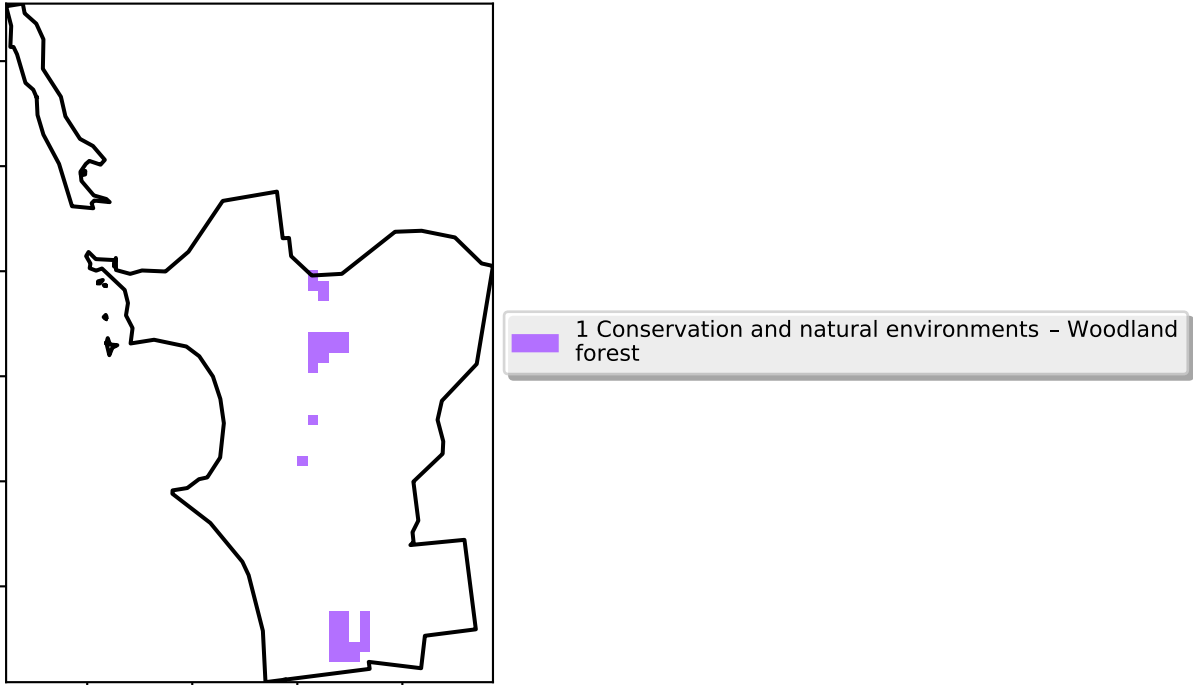 1 Conservation and natural environments – Woodland
forest